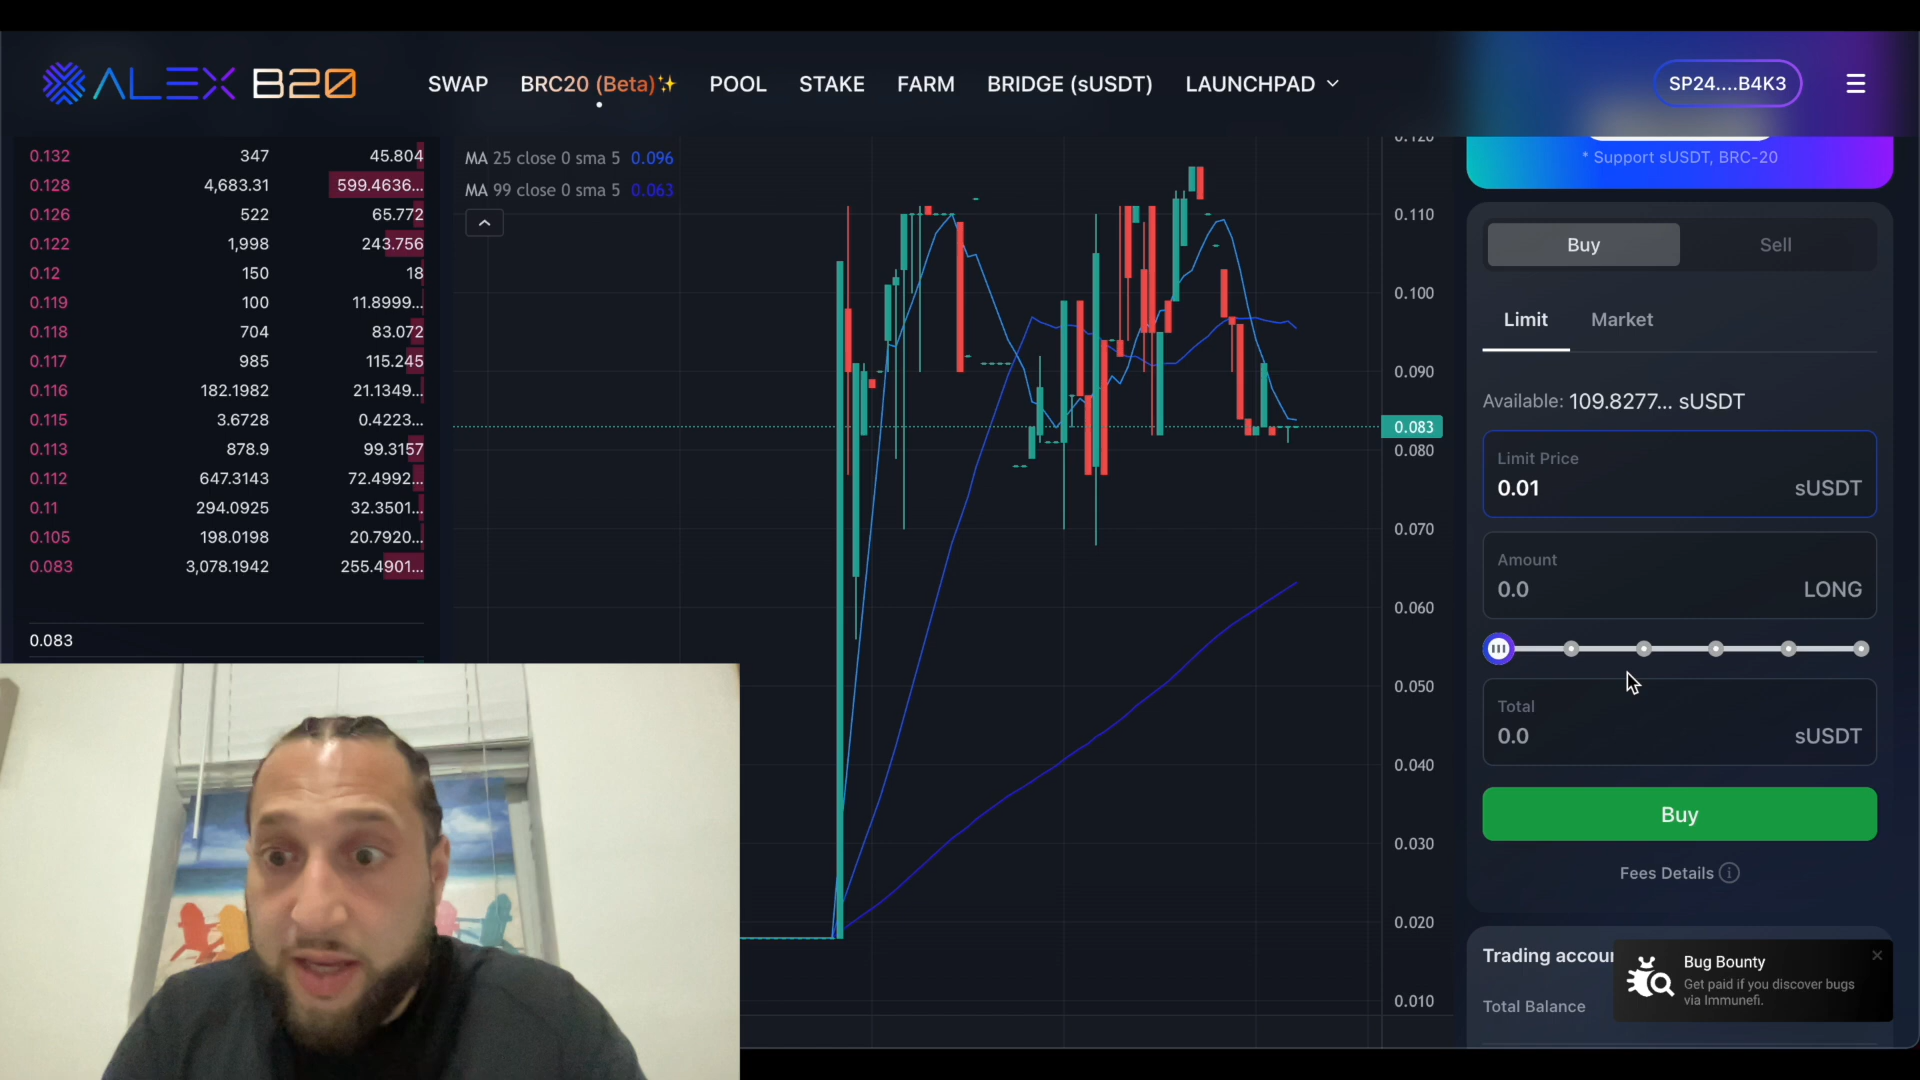 ALEX B20
SWAP
BRC20 (Beta)✨
POOL
STAKE
FARM
BRIDGE (sUSDT)
LAUNCHPAD
SP24....B4K3
0.132 347 45.804
0.128 4,683.31 599.4636...
0.126 522 65.772
0.122 1,998 243.756
0.12 150 18
0.119 100 11.8999...
0.118 704 83.072
0.117 985 115.245
0.116 182.1982 21.1349...
0.115 3.6728 0.4223...
0.113 878.9 99.3157
0.112 647.3143 72.4992...
0.11 294.0925 32.3501...
0.105 198.0198 20.7920...
0.083 3,078.1942 255.4901...
0.083
MA 25 close 0 sma 5 0.096
MA 99 close 0 sma 5 0.063
0.120
0.110
0.100
0.090
0.083
0.080
0.070
0.060
0.050
0.040
0.030
0.020
0.010
* Support sUSDT, BRC-20
Buy
Sell
Limit
Market
Available: 109.8277... sUSDT
Limit Price
0.01 sUSDT
Amount
0.0 LONG
Total
0.0 sUSDT
Buy
Fees Details
Trading accoun
Total Balance
Bug Bounty
Get paid if you discover bugs
via Immunefi.